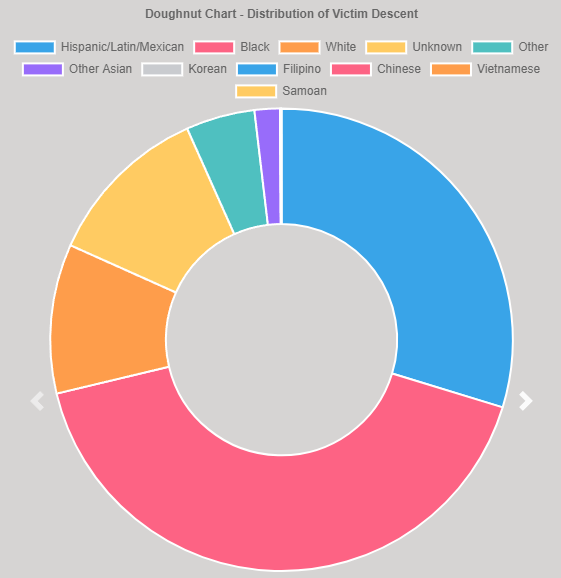 Doughnut Chart - Distribution of Victim Descent
Hispanic/Latin/Mexican Black White Unknown Other
Other Asian Korean Filipino Chinese Vietnamese
Samoan